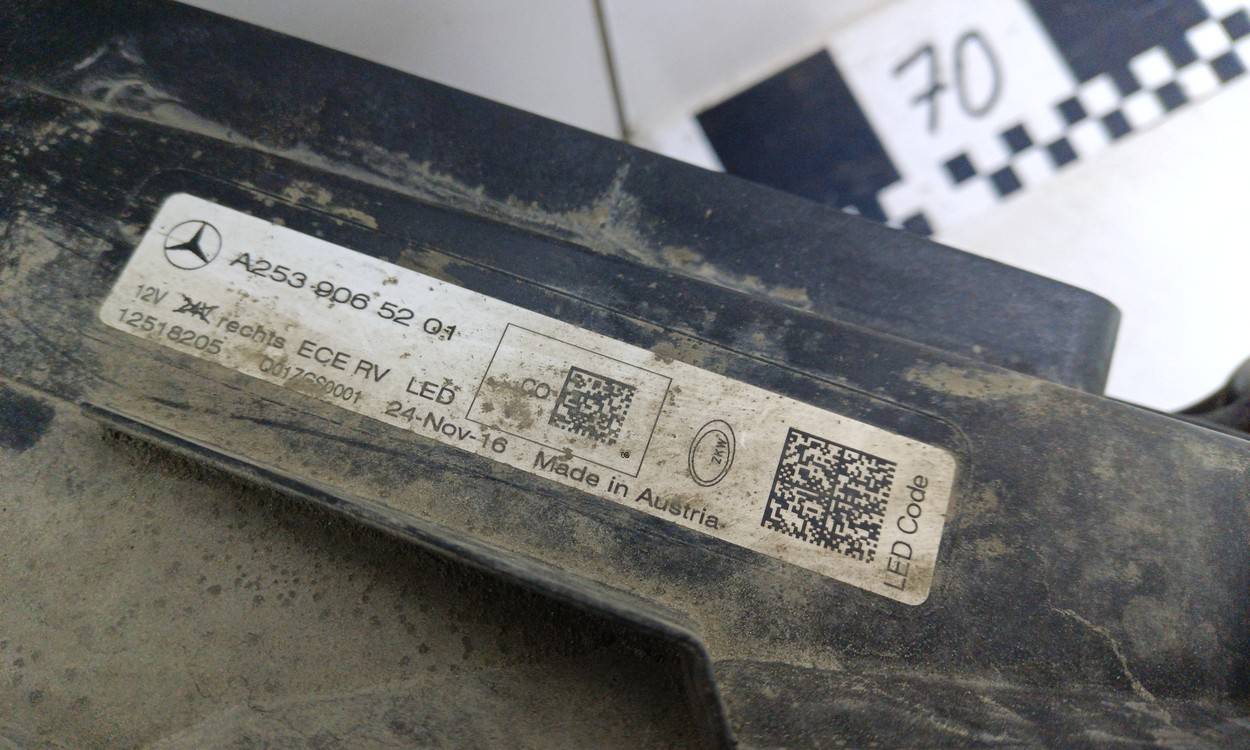 70
A253 906 52 01
12V 24V rechts ECE RV LED
CO
12518205 24-Nov-16 Made in Austria
ZKW
LED Code